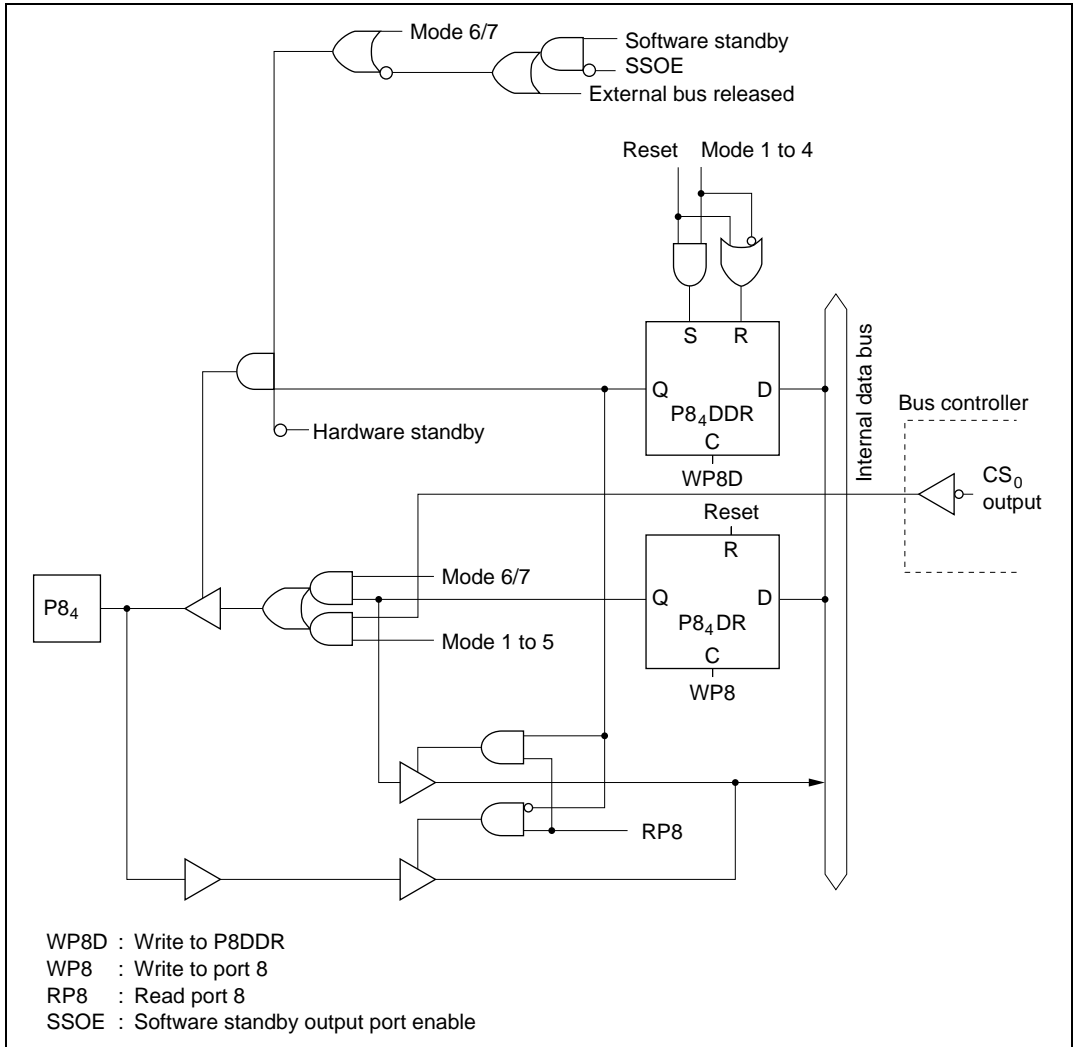 Mode 6/7
Software standby
SSOE
External bus released
Reset Mode 1 to 4
S R
Q D
P8₄DDR
C
WP8D
Hardware standby
Internal data bus
Bus controller
CS₀
output
Reset
R
Q D
P8₄DR
C
WP8
Mode 6/7
P8₄
Mode 1 to 5
RP8
WP8D : Write to P8DDR
WP8 : Write to port 8
RP8 : Read port 8
SSOE : Software standby output port enable